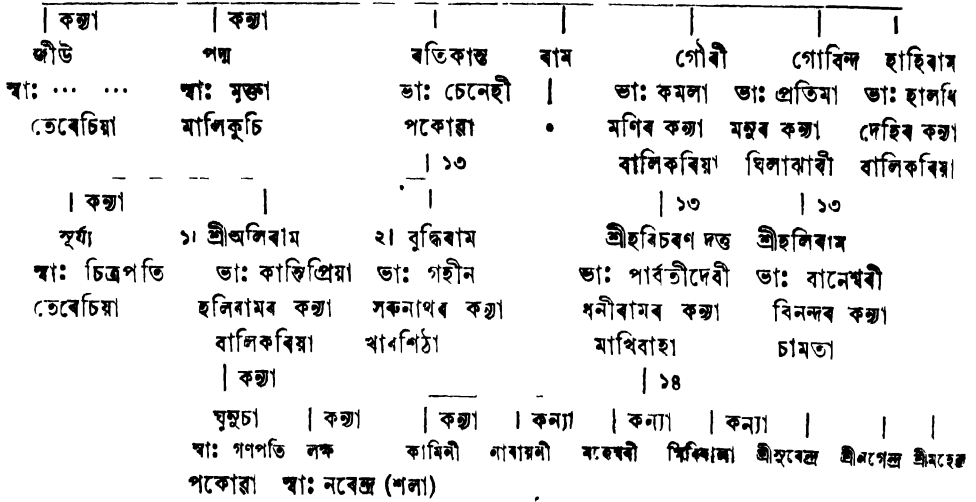 | কন্যা | কন্যা | | | | |
জীউ পদ্ম ৰতিকান্ত ৰাম গৌৰী গোবিন্দ হাহিৰাম
স্বা: ... ... স্বা: মুক্তা ভা: চেনেহী | ভা: কমলা ভা: প্ৰতিমা ভা: হালধি
তেৰেচিয়া মালিকুচি পকোৱা • মণিৰ কন্যা মন্মুৰ কন্যা দেহিৰ কন্যা
| ১৩ বালিকৰিয়া ঘিলাঝাৰী বালিকৰিয়া
| কন্যা | | | ১৩ | ১৩
সূৰ্য্য ১। শ্ৰীঅলিৰাম ২। বুদ্ধিৰাম শ্ৰীহৰিচৰণ দত্ত শ্ৰীহলিৰাম
স্বা: চিত্ৰপতি ভা: কান্তিপ্ৰিয়া ভা: গহীন ভা: পাৰ্বতীদেবী ভা: বানেশ্বৰী
তেৰেচিয়া হলিৰামৰ কন্যা সৰুনাথৰ কন্যা ধনীৰামৰ কন্যা বিনন্দৰ কন্যা
বালিকৰিয়া খাৰশিঠা মাখিবাহা চামতা
| কন্যা | ১৪
ঘুনুচা | কন্যা | কন্যা | কন্যা | কন্যা | কন্যা | | |
স্বা: গণপতি লক্ষ কামিনী নাৰায়নী মহেশ্বৰী শ্ৰীসুৰেন্দ্ৰ শ্ৰীনগেন্দ্ৰ শ্ৰীমহেন্দ্ৰ
পকোৱা স্বা: নৰেন্দ্ৰ (শলা)